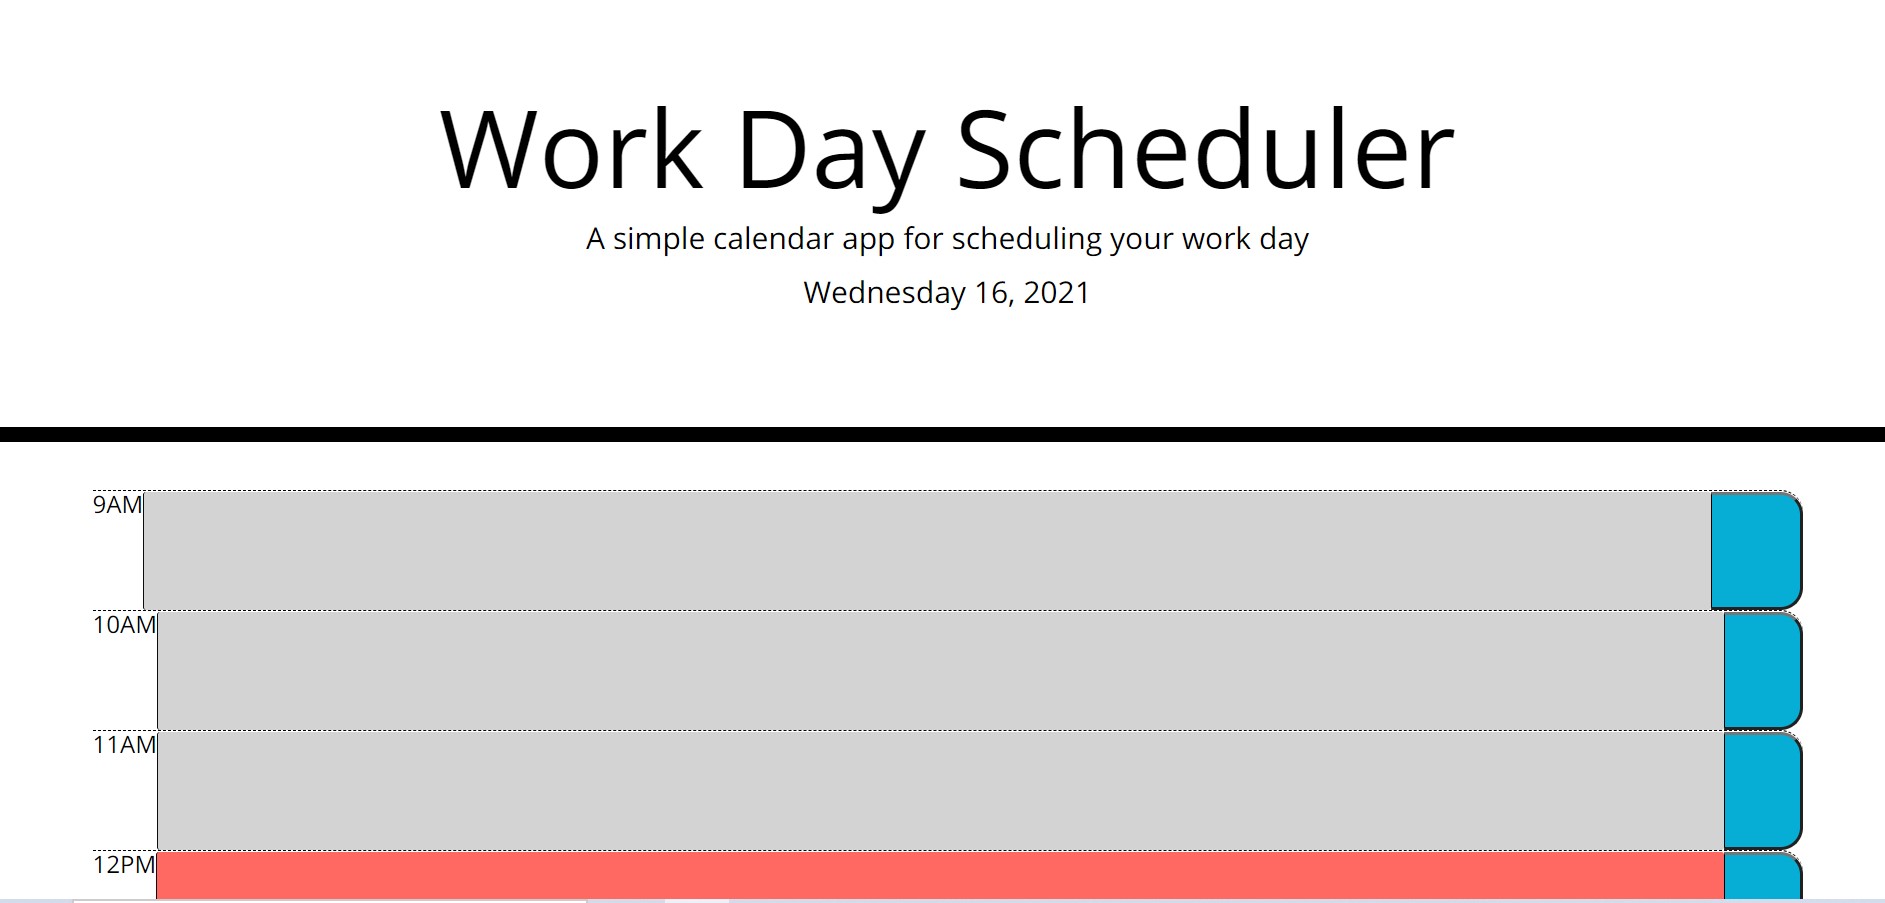 Work Day Scheduler
A simple calendar app for scheduling your work day
Wednesday 16, 2021
9AM
10AM
11AM
12PM